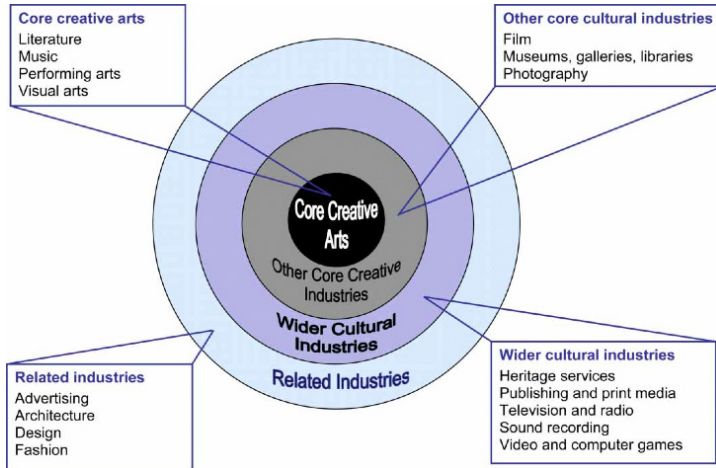 Core creative arts
Literature
Music
Performing arts
Visual arts
Other core cultural industries
Film
Museums, galleries, libraries
Photography
Core Creative
Arts
Other Core Creative
Industries
Wider Cultural
Industries
Related Industries
Related industries
Advertising
Architecture
Design
Fashion
Wider cultural industries
Heritage services
Publishing and print media
Television and radio
Sound recording
Video and computer games